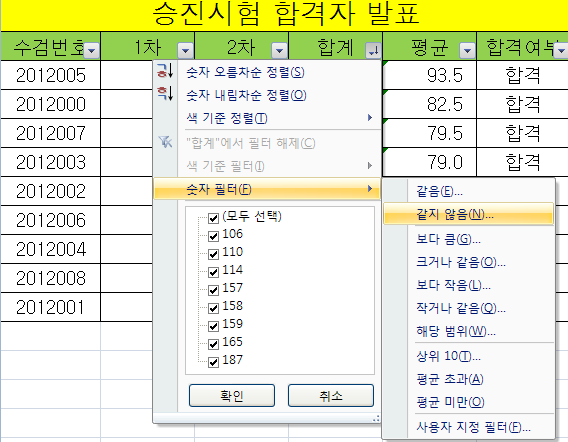 승진시험 합격자 발표
수검번호 1차 2차 합계 평균 합격여부
2012005 93.5 합격
2012000 82.5 합격
2012007 79.5 합격
2012003 79.0 합격
2012002
2012006
2012004
2012008
2012001
숫자 오름차순 정렬(S)
숫자 내림차순 정렬(O)
색 기준 정렬(T)
"합계"에서 필터 해제(C)
색 기준 필터(I)
숫자 필터(F)
(모두 선택)
106
110
114
157
158
159
165
187
확인 취소
같음(E)...
같지 않음(N)...
보다 큼(G)...
크거나 같음(O)...
보다 작음(L)...
작거나 같음(Q)...
해당 범위(W)...
상위 10(T)...
평균 초과(A)
평균 미만(O)
사용자 지정 필터(F)...